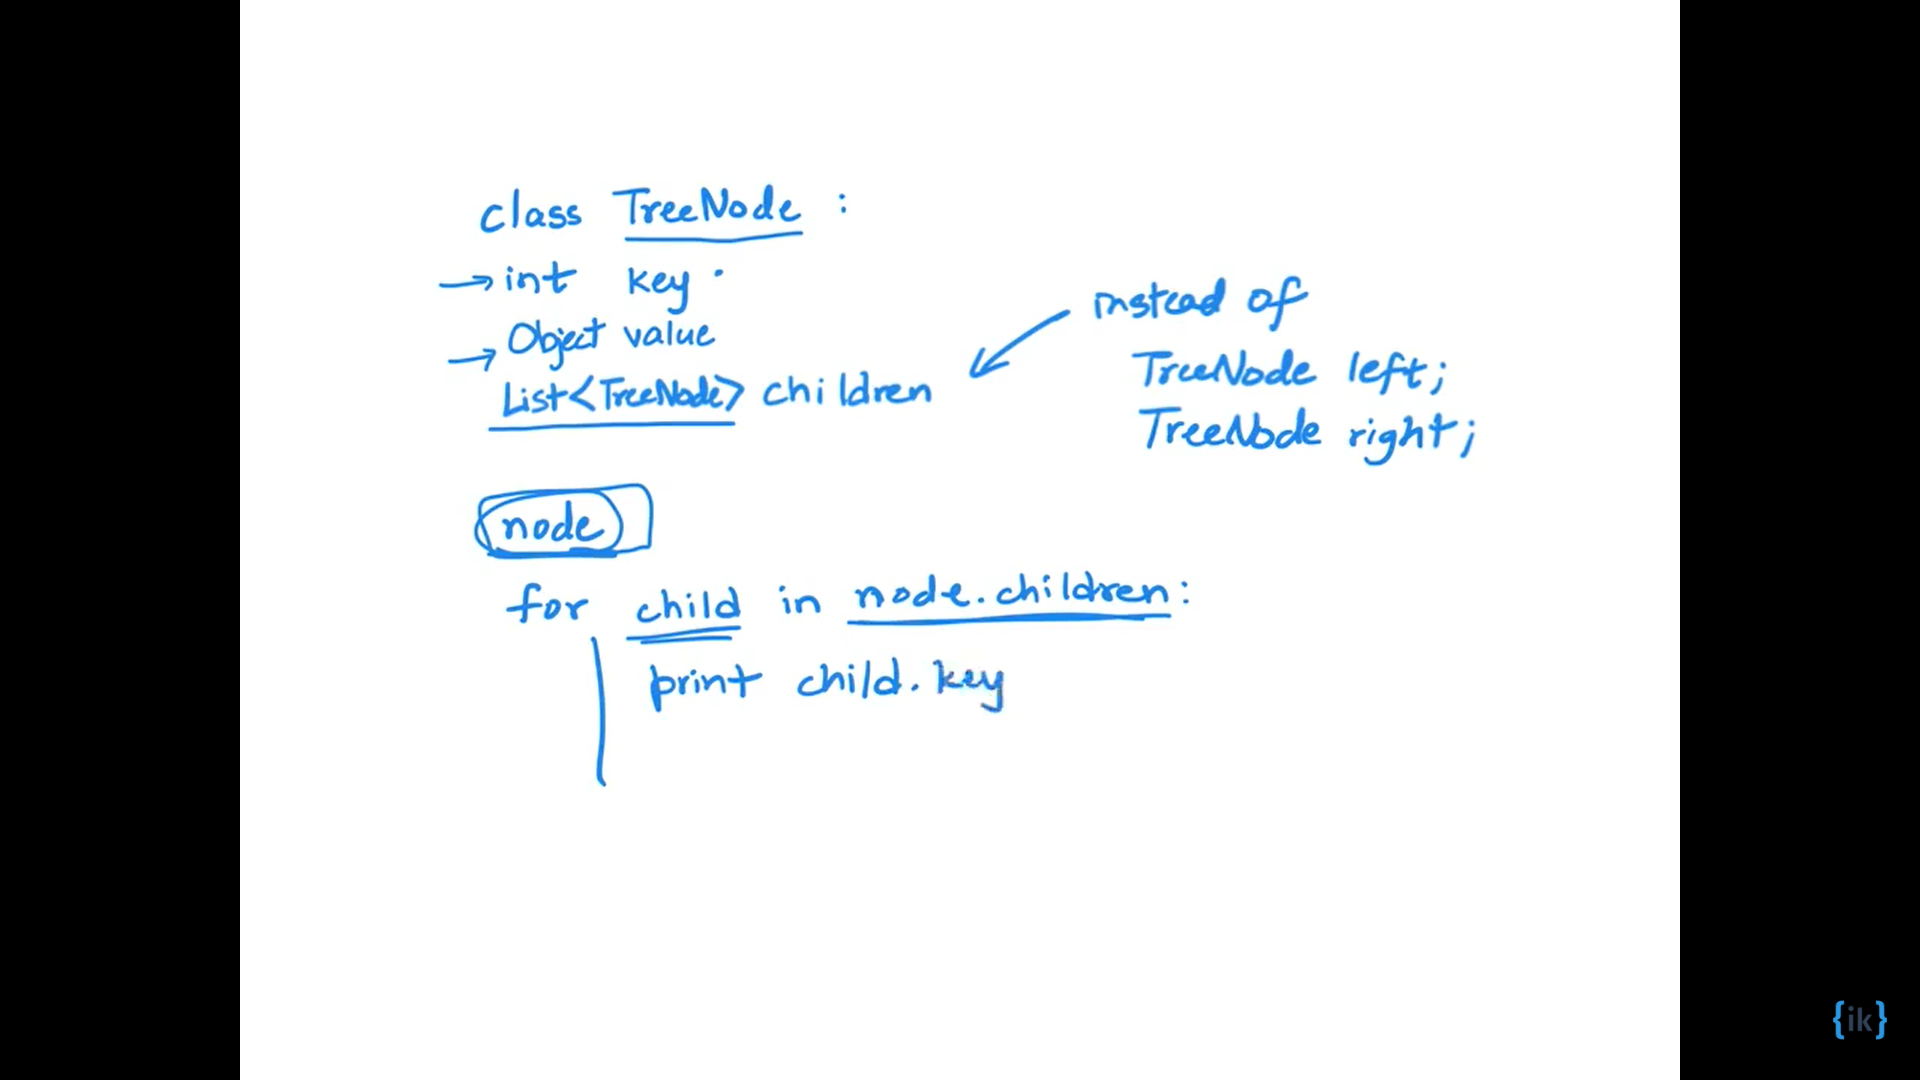 class TreeNode :
→ int key
→ Object value
List<TreeNode> children
instead of
TreeNode left;
TreeNode right;
node
for child in node.children:
print child.key
{ik}